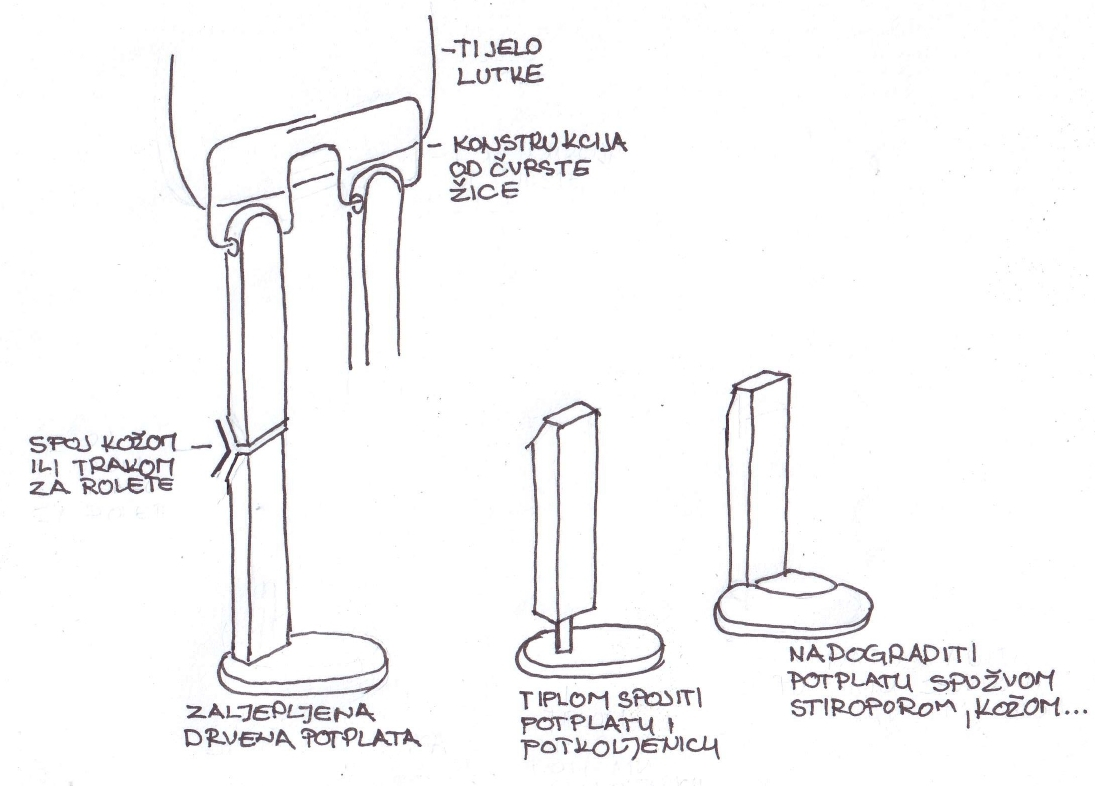 TIJELO
LUTKE
KONSTRUKCIJA
OD ČVRSTE
ŽICE
SPOJ KOŽOM
ILI TRAKOM
ZA ROLETE
ZALJEPLJENA
DRVENA POTPLATA
TIPLOM SPOJITI
POTPLATU I
POTKOLJENICU
NADOGRADITI
POTPLATU SPUŽVOM
STIROPOROM, KOŽOM...